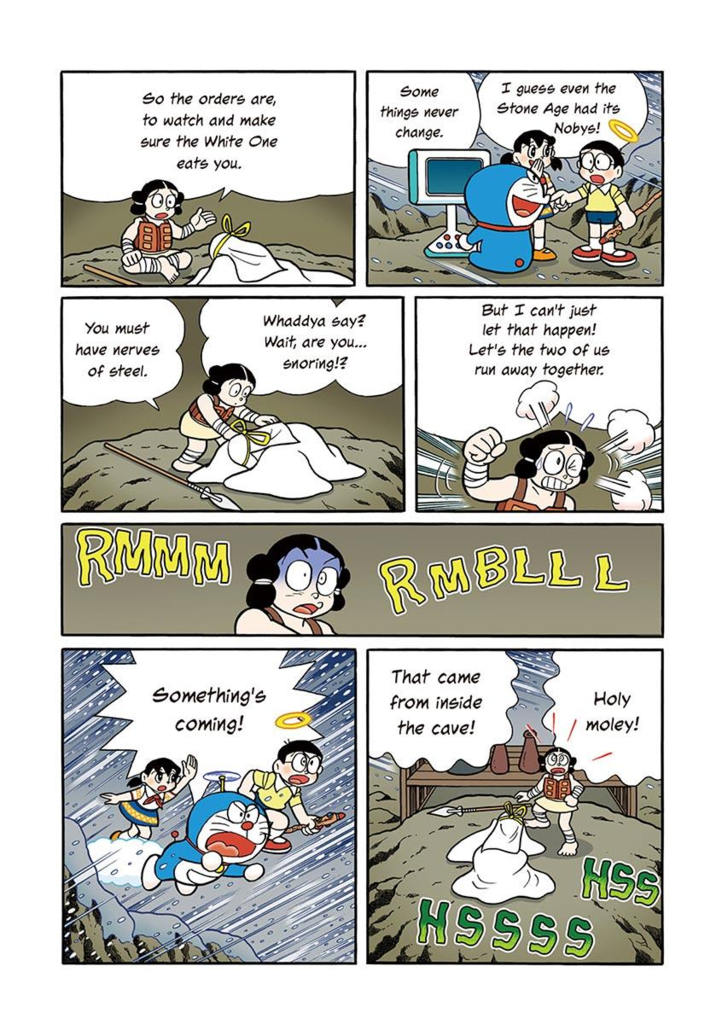 So the orders are,
to watch and make
sure the White One
eats you.
Some
things never
change.
I guess even the
Stone Age had its
Nobys!
You must
have nerves
of steel.
Whaddya say?
Wait, are you...
snoring!?
But I can't just
let that happen!
Let's the two of us
run away together.
RMMM
RMBLLL
Something's
coming!
That came
from inside
the cave!
Holy
moley!
HSS
HSSSS